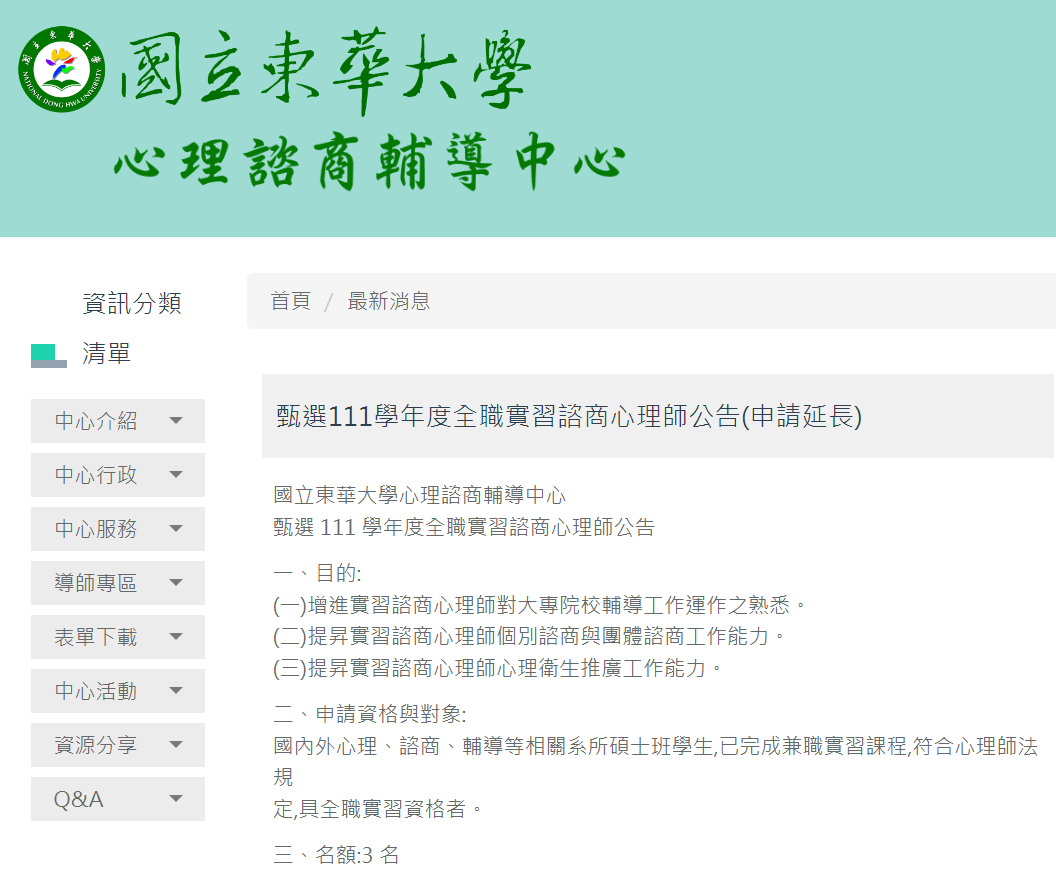 國立東華大學
NATIONAL DONG HWA UNIVERSITY
國立東華大學
心理諮商輔導中心
資訊分類
清單
中心介紹
中心行政
中心服務
導師專區
表單下載
中心活動
資源分享
Q&A
首頁 / 最新消息
甄選111學年度全職實習諮商心理師公告(申請延長)
國立東華大學心理諮商輔導中心
甄選 111 學年度全職實習諮商心理師公告
一、目的:
(一)增進實習諮商心理師對大專院校輔導工作運作之熟悉。
(二)提昇實習諮商心理師個別諮商與團體諮商工作能力。
(三)提昇實習諮商心理師心理衛生推廣工作能力。
二、申請資格與對象:
國內外心理、諮商、輔導等相關系所碩士班學生,已完成兼職實習課程,符合心理師法
規
定,具全職實習資格者。
三、名額:3 名